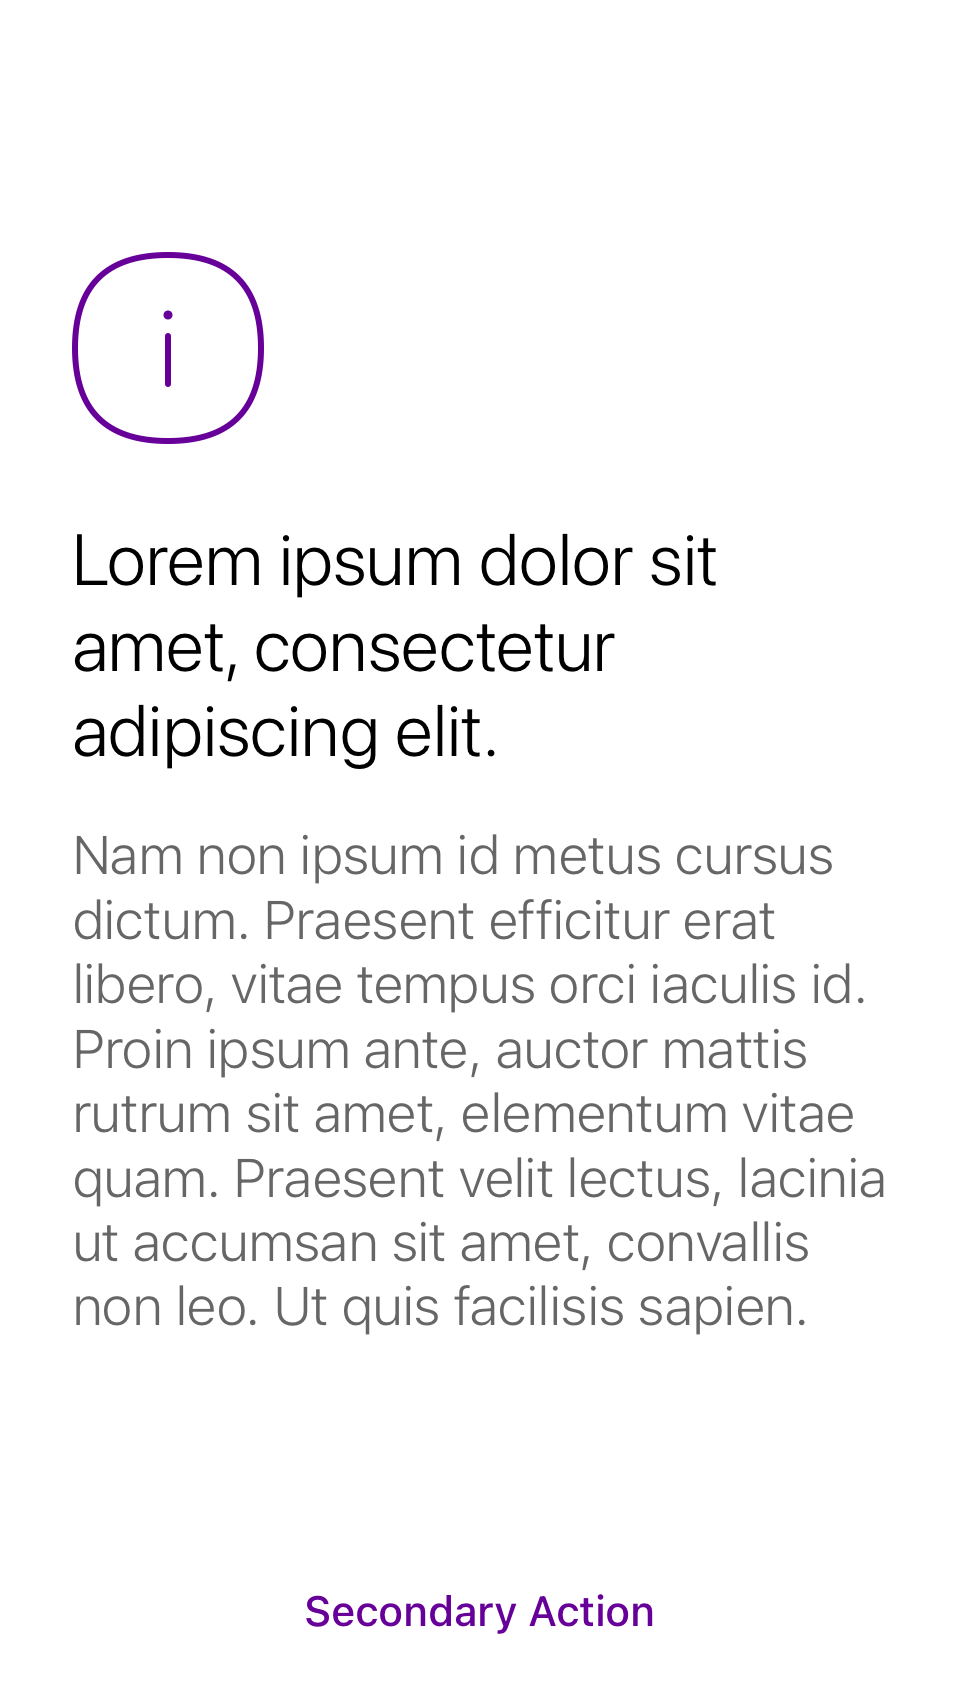 i
Lorem ipsum dolor sit
amet, consectetur
adipiscing elit.
Nam non ipsum id metus cursus
dictum. Praesent efficitur erat
libero, vitae tempus orci iaculis id.
Proin ipsum ante, auctor mattis
rutrum sit amet, elementum vitae
quam. Praesent velit lectus, lacinia
ut accumsan sit amet, convallis
non leo. Ut quis facilisis sapien.
Secondary Action